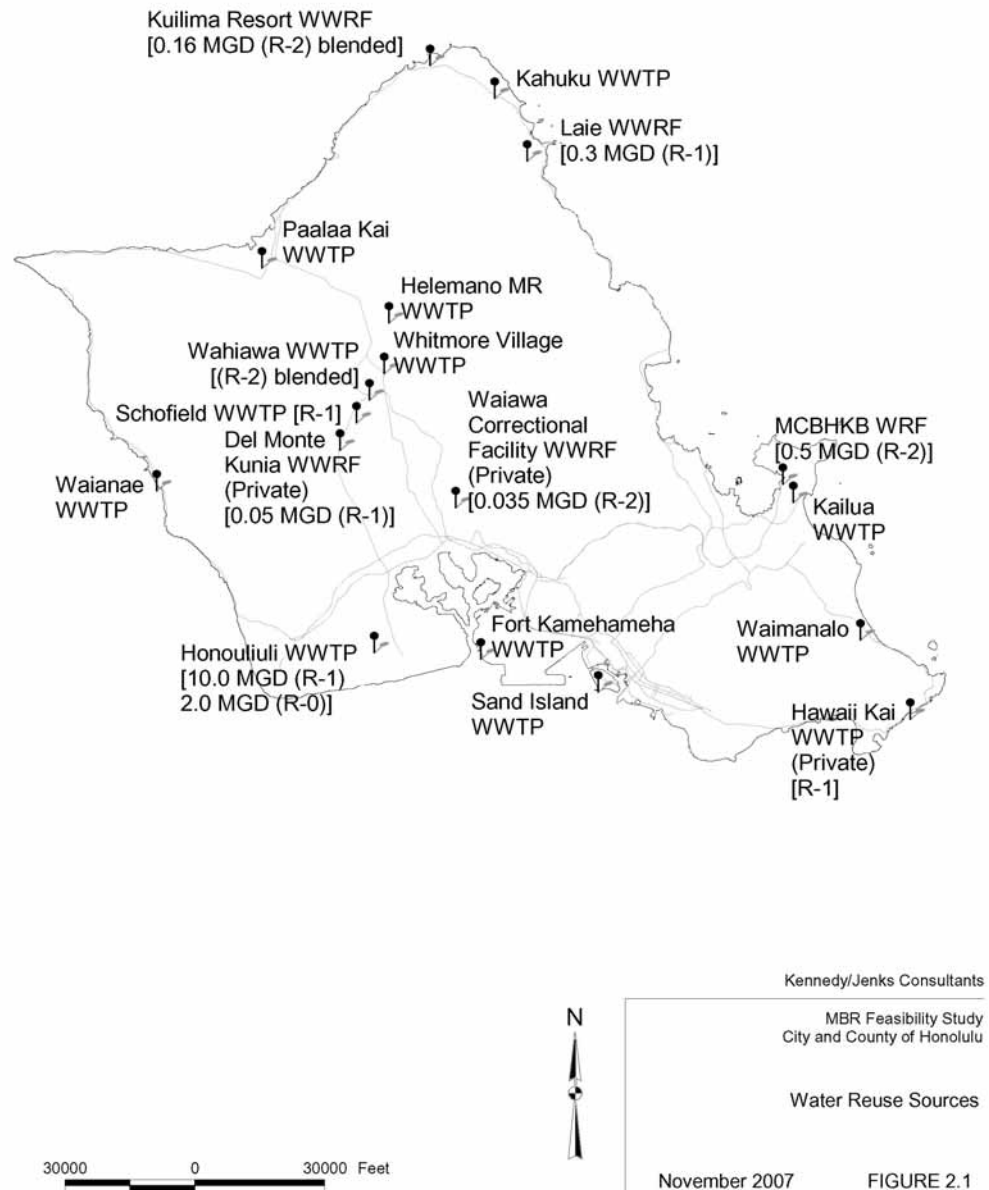 Kuilima Resort WWRF
[0.16 MGD (R-2) blended]
Kahuku WWTP
Laie WWRF
[0.3 MGD (R-1)]
Paalaa Kai
WWTP
Helemano MR
WWTP
Whitmore Village
WWTP
Wahiawa WWTP
[(R-2) blended]
Schofield WWTP [R-1]
Del Monte
Kunia WWRF
(Private)
[0.05 MGD (R-1)]
Waiawa
Correctional
Facility WWRF
(Private)
[0.035 MGD (R-2)]
MCBHKB WRF
[0.5 MGD (R-2)]
Kailua
WWTP
Waianae
WWTP
Honouliuli WWTP
[10.0 MGD (R-1)
2.0 MGD (R-0)]
Fort Kamehameha
WWTP
Sand Island
WWTP
Waimanalo
WWTP
Hawaii Kai
WWTP
(Private)
[R-1]
Kennedy/Jenks Consultants
MBR Feasibility Study
City and County of Honolulu
Water Reuse Sources
November 2007 FIGURE 2.1
N
30000 0 30000 Feet